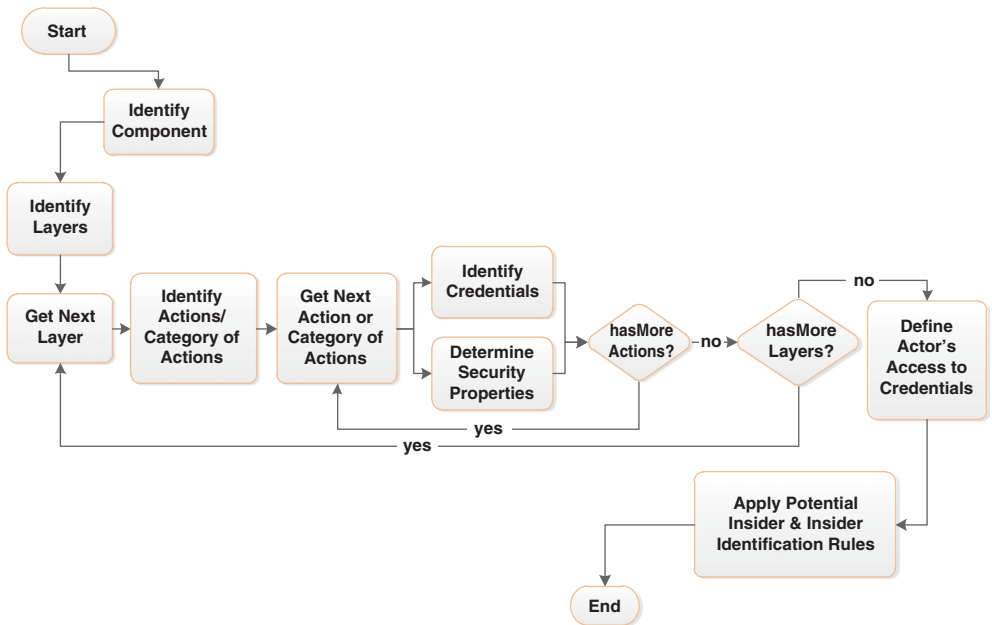 Start
Identify
Component
Identify
Layers
Get Next
Layer
Identify
Actions/
Category of
Actions
Get Next
Action or
Category of
Actions
Identify
Credentials
Determine
Security
Properties
hasMore
Actions?
no
hasMore
Layers?
no
Define
Actor's
Access to
Credentials
yes
yes
Apply Potential
Insider & Insider
Identification Rules
End